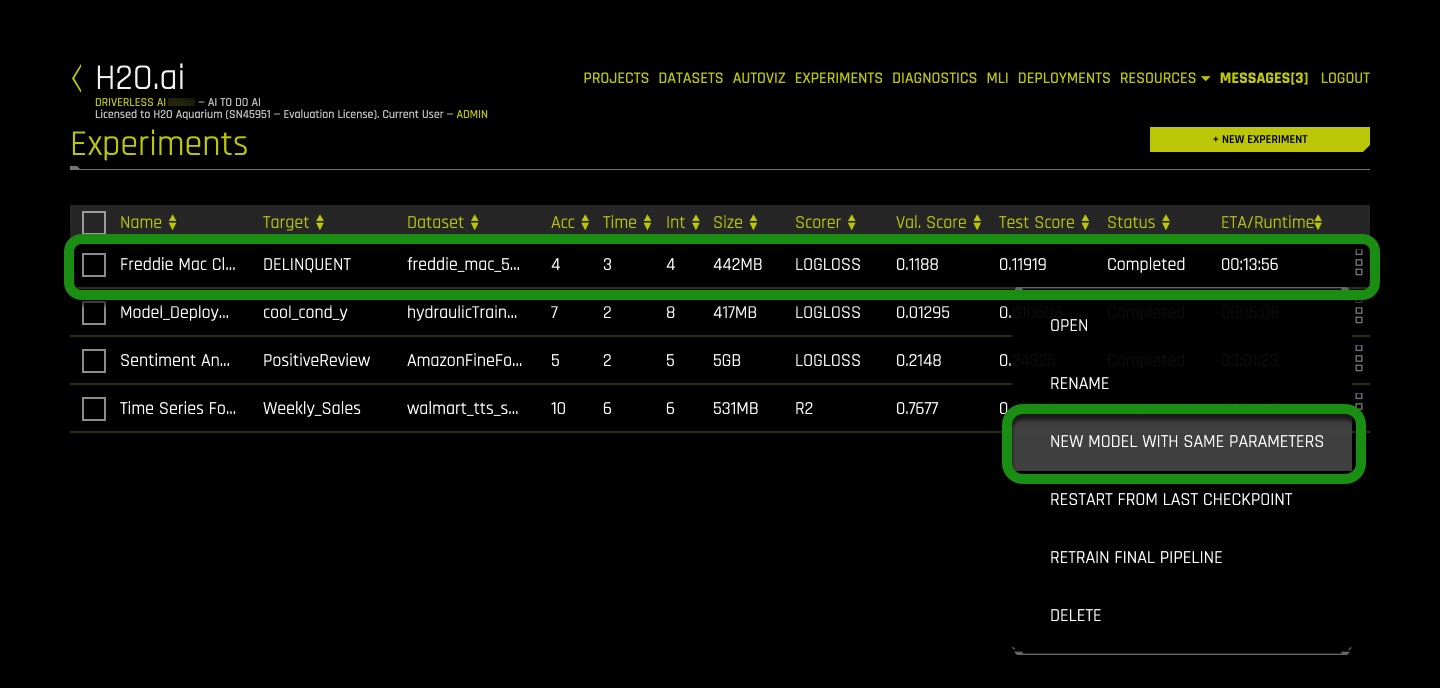 H2O.ai
PROJECTS DATASETS AUTOVIZ EXPERIMENTS DIAGNOSTICS MLI DEPLOYMENTS RESOURCES MESSAGES[3] LOGOUT
DRIVERLESS AI — AI TO DO AI
Licensed to H2O Aquarium (SN45951 — Evaluation License). Current User — ADMIN
Experiments
+ NEW EXPERIMENT
Name Target Dataset Acc Time Int Size Scorer Val. Score Test Score Status ETA/Runtime
Freddie Mac Cl... DELINQUENT freddie_mac_5... 4 3 4 442MB LOGLOSS 0.1188 0.11919 Completed 00:13:56
Model_Deploy... cool_cond_y hydraulicTrain... 7 2 8 417MB LOGLOSS 0.01295 0.010603 Completed 00:16:08
OPEN
Sentiment An... PositiveReview AmazonFineFo... 5 2 5 5GB LOGLOSS 0.2148 0.24325 Completed 03:01:23
RENAME
Time Series Fo... Weekly_Sales walmart_tts_s... 10 6 6 531MB R2 0.7677 0
NEW MODEL WITH SAME PARAMETERS
RESTART FROM LAST CHECKPOINT
RETRAIN FINAL PIPELINE
DELETE